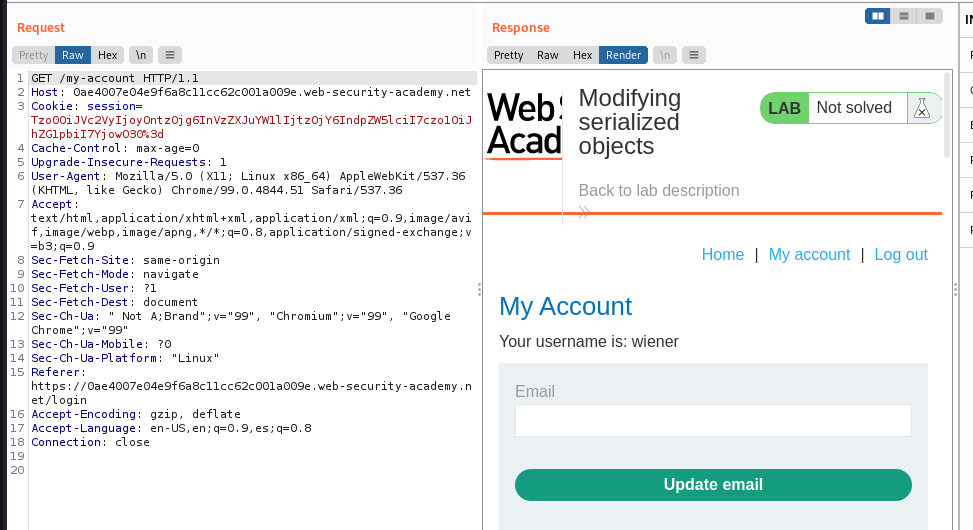 Request
Pretty Raw Hex \n
1 GET /my-account HTTP/1.1
2 Host: 0ae4007e04e9f6a8c11cc62c001a009e.web-security-academy.net
3 Cookie: session=
Tzo0OiJVc2VyIjoyOntzOjg6InVzZXJuYW1lIjtzOjY6IndpZW5lciI7czo1OiJ
hZG1pbiI7YjowO30%3d
4 Cache-Control: max-age=0
5 Upgrade-Insecure-Requests: 1
6 User-Agent: Mozilla/5.0 (X11; Linux x86_64) AppleWebKit/537.36
(KHTML, like Gecko) Chrome/99.0.4844.51 Safari/537.36
7 Accept:
text/html,application/xhtml+xml,application/xml;q=0.9,image/avi
f,image/webp,image/apng,*/*;q=0.8,application/signed-exchange;v
=b3;q=0.9
8 Sec-Fetch-Site: same-origin
9 Sec-Fetch-Mode: navigate
10 Sec-Fetch-User: ?1
11 Sec-Fetch-Dest: document
12 Sec-Ch-Ua: " Not A;Brand";v="99", "Chromium";v="99", "Google
Chrome";v="99"
13 Sec-Ch-Ua-Mobile: ?0
14 Sec-Ch-Ua-Platform: "Linux"
15 Referer:
https://0ae4007e04e9f6a8c11cc62c001a009e.web-security-academy.n
et/login
16 Accept-Encoding: gzip, deflate
17 Accept-Language: en-US,en;q=0.9,es;q=0.8
18 Connection: close
19
20
Response
Pretty Raw Hex Render \n
Web S
Acad
Modifying
serialized
objects
Back to lab description
LAB Not solved
Home | My account | Log out
My Account
Your username is: wiener
Email
Update email